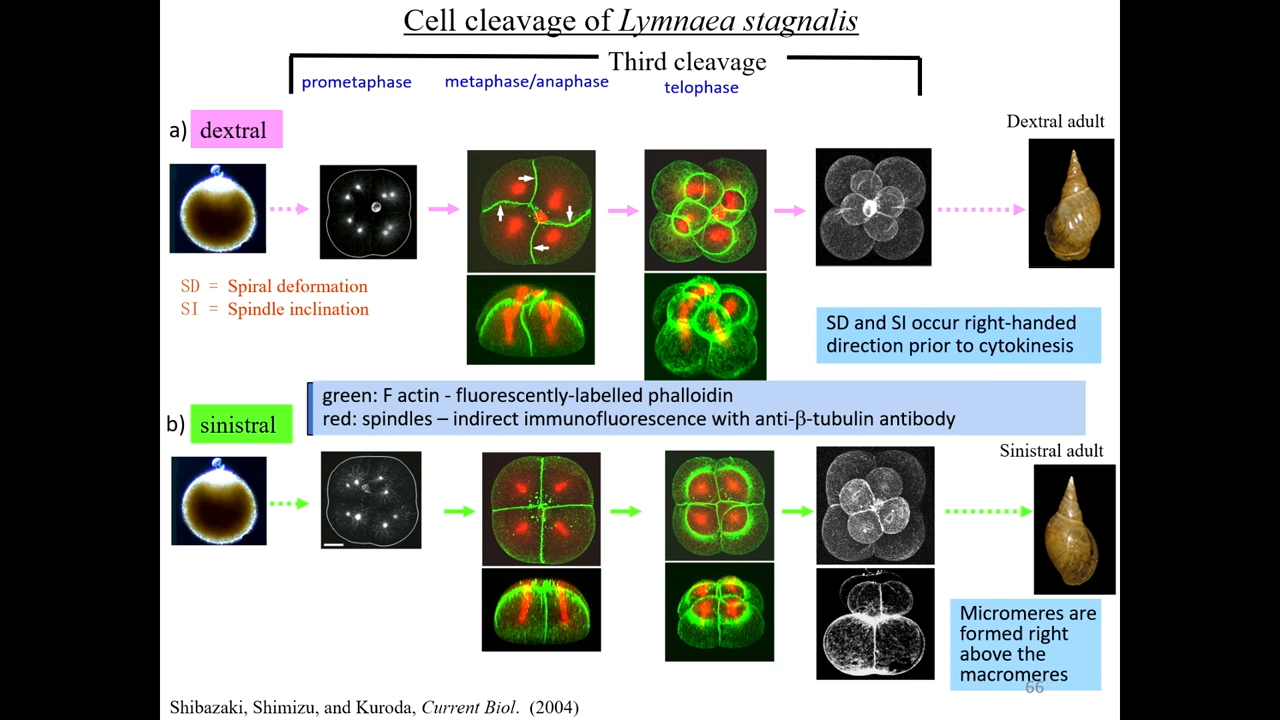 Cell cleavage of Lymnaea stagnalis
Third cleavage
prometaphase
metaphase/anaphase
telophase
a) dextral
Dextral adult
SD = Spiral deformation
SI = Spindle inclination
SD and SI occur right-handed
direction prior to cytokinesis
green: F actin - fluorescently-labelled phalloidin
red: spindles – indirect immunofluorescence with anti-β-tubulin antibody
b) sinistral
Sinistral adult
Micromeres are
formed right
above the
macromeres
66
Shibazaki, Shimizu, and Kuroda, Current Biol. (2004)